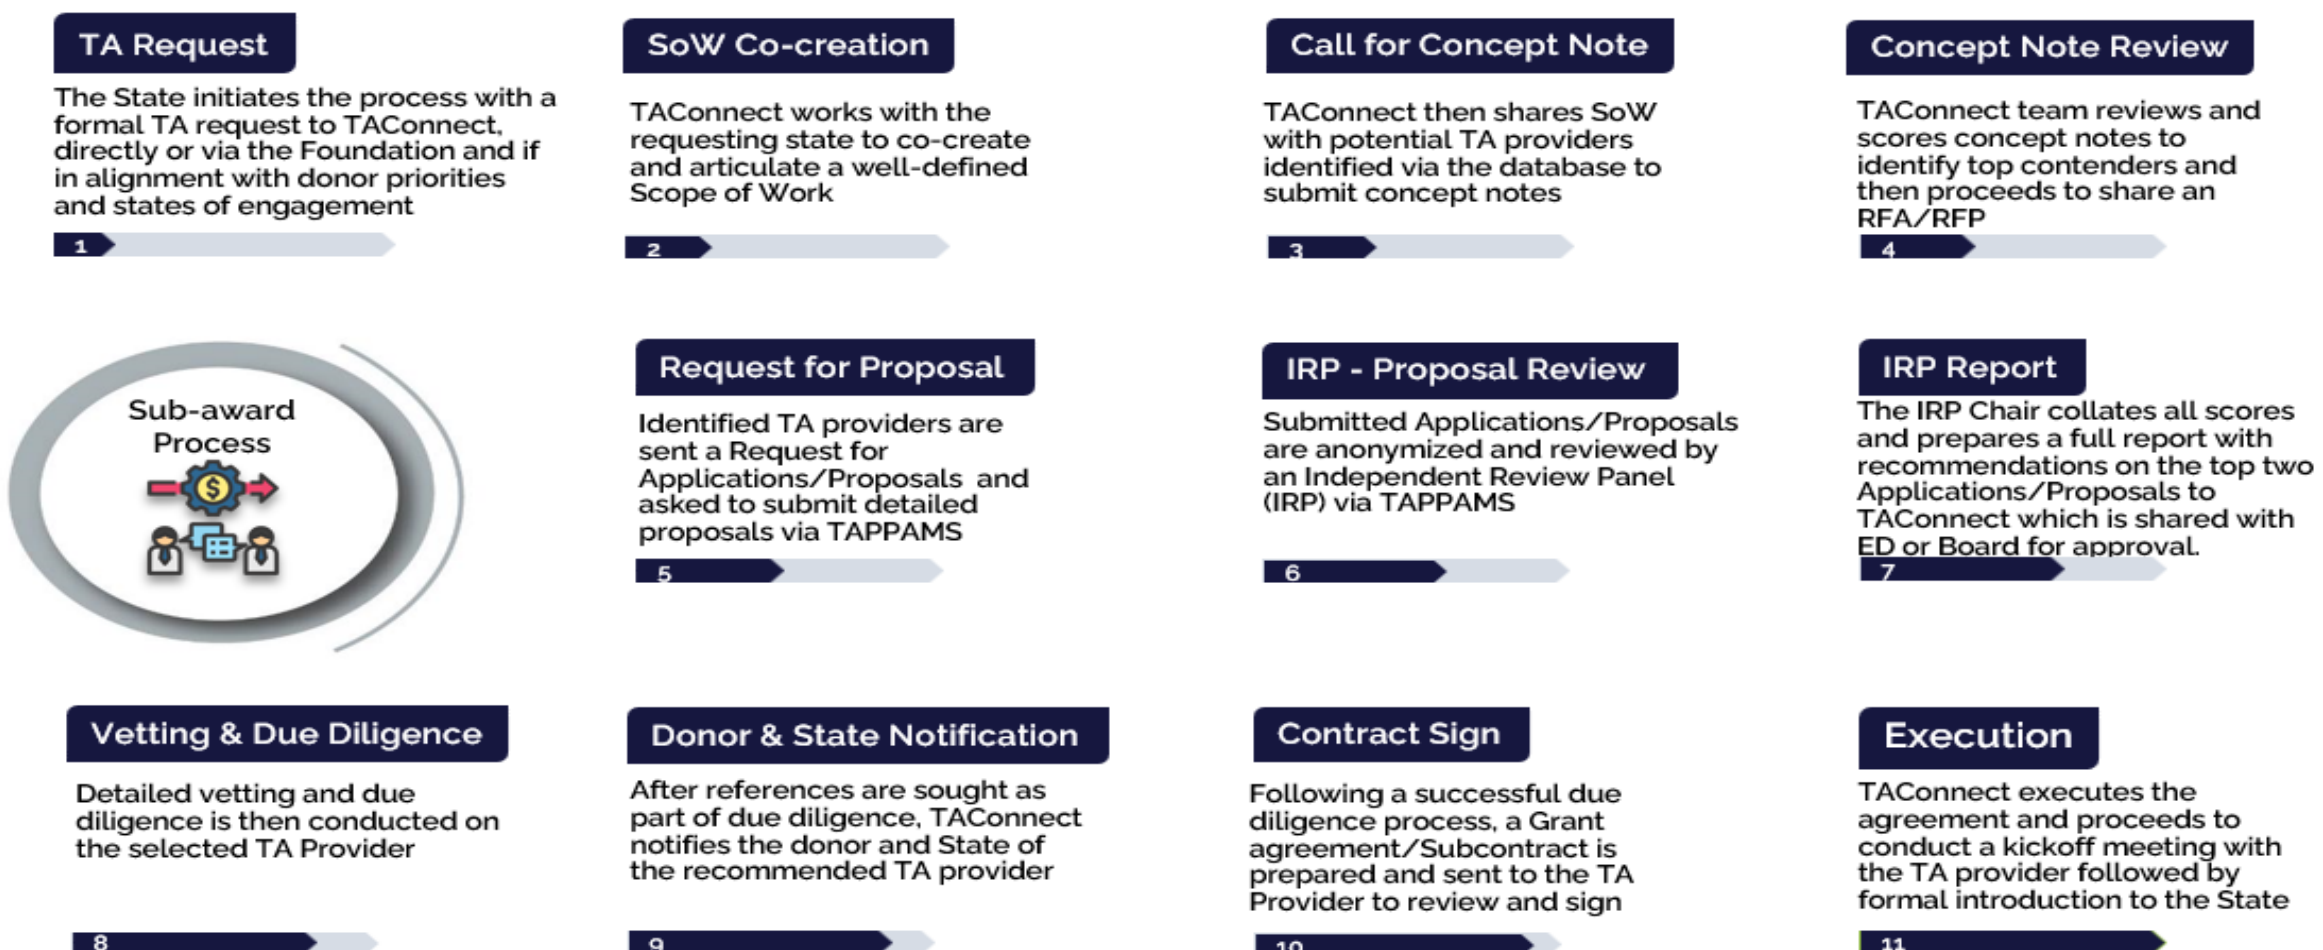 TA Request
The State initiates the process with a
formal TA request to TAConnect,
directly or via the Foundation and if
in alignment with donor priorities
and states of engagement
1
SoW Co-creation
TAConnect works with the
requesting state to co-create
and articulate a well-defined
Scope of Work
2
Call for Concept Note
TAConnect then shares SoW
with potential TA providers
identified via the database to
submit concept notes
3
Concept Note Review
TAConnect team reviews and
scores concept notes to
identify top contenders and
then proceeds to share an
RFA/RFP
4
Sub-award
Process
$
Request for Proposal
Identified TA providers are
sent a Request for
Applications/Proposals and
asked to submit detailed
proposals via TAPPAMS
5
IRP - Proposal Review
Submitted Applications/Proposals
are anonymized and reviewed by
an Independent Review Panel
(IRP) via TAPPAMS
6
IRP Report
The IRP Chair collates all scores
and prepares a full report with
recommendations on the top two
Applications/Proposals to
TAConnect which is shared with
ED or Board for approval.
7
Vetting & Due Diligence
Detailed vetting and due
diligence is then conducted on
the selected TA Provider
8
Donor & State Notification
After references are sought as
part of due diligence, TAConnect
notifies the donor and State of
the recommended TA provider
9
Contract Sign
Following a successful due
diligence process, a Grant
agreement/Subcontract is
prepared and sent to the TA
Provider to review and sign
10
Execution
TAConnect executes the
agreement and proceeds to
conduct a kickoff meeting with
the TA provider followed by
formal introduction to the State
11